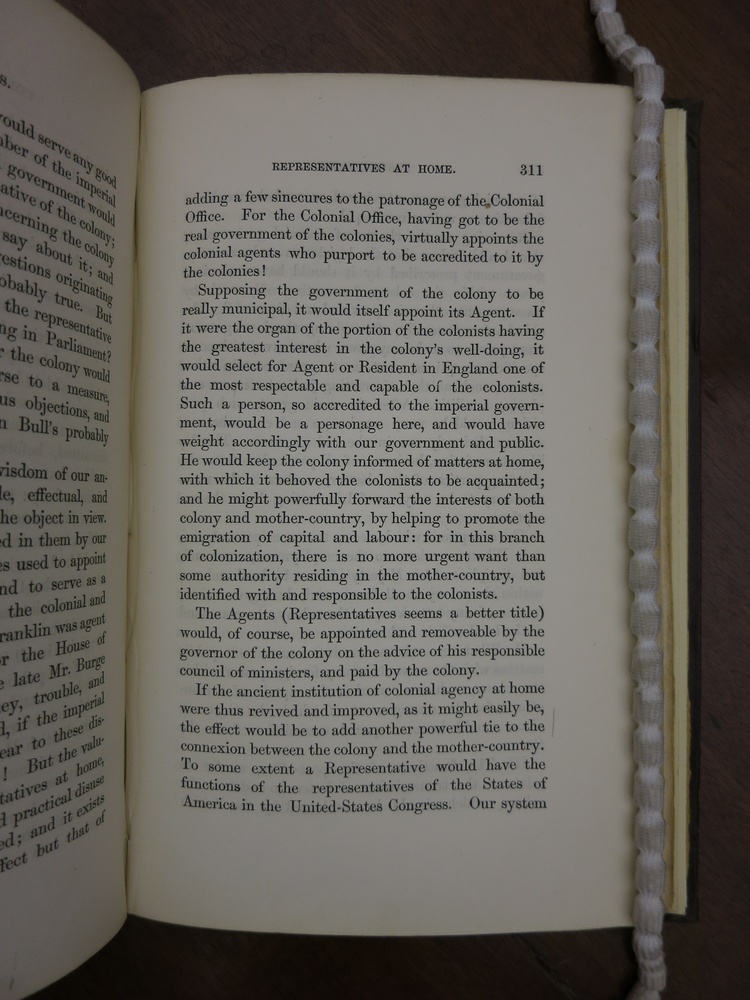 s.
ould serve any good
ber of the imperial
government would
ative of the colony;
ncerning the colony
say about it; and
estions originating
obably true. But
the representative
ng in Parliament?
the colony would
rse to a measure,
us objections, and
n Bull's probably
visdom of our an-
le, effectual, and
he object in view.
ed in them by our
es used to appoint
nd to serve as a
the colonial and
ranklin was agent
or the House of
e late Mr. Burge
ey, trouble, and
d, if the imperial
ear to these dis-
! But the valu-
tatives at home,
d practical disuse
ed; and it exists
ffect but that of
REPRESENTATIVES AT HOME. 311
adding a few sinecures to the patronage of the Colonial
Office. For the Colonial Office, having got to be the
real government of the colonies, virtually appoints the
colonial agents who purport to be accredited to it by
the colonies!
Supposing the government of the colony to be
really municipal, it would itself appoint its Agent. If
it were the organ of the portion of the colonists having
the greatest interest in the colony's well-doing, it
would select for Agent or Resident in England one of
the most respectable and capable of the colonists.
Such a person, so accredited to the imperial govern-
ment, would be a personage here, and would have
weight accordingly with our government and public.
He would keep the colony informed of matters at home,
with which it behoved the colonists to be acquainted;
and he might powerfully forward the interests of both
colony and mother-country, by helping to promote the
emigration of capital and labour: for in this branch
of colonization, there is no more urgent want than
some authority residing in the mother-country, but
identified with and responsible to the colonists.
The Agents (Representatives seems a better title)
would, of course, be appointed and removeable by the
governor of the colony on the advice of his responsible
council of ministers, and paid by the colony.
If the ancient institution of colonial agency at home
were thus revived and improved, as it might easily be,
the effect would be to add another powerful tie to the
connexion between the colony and the mother-country.
To some extent a Representative would have the
functions of the representatives of the States of
America in the United-States Congress. Our system